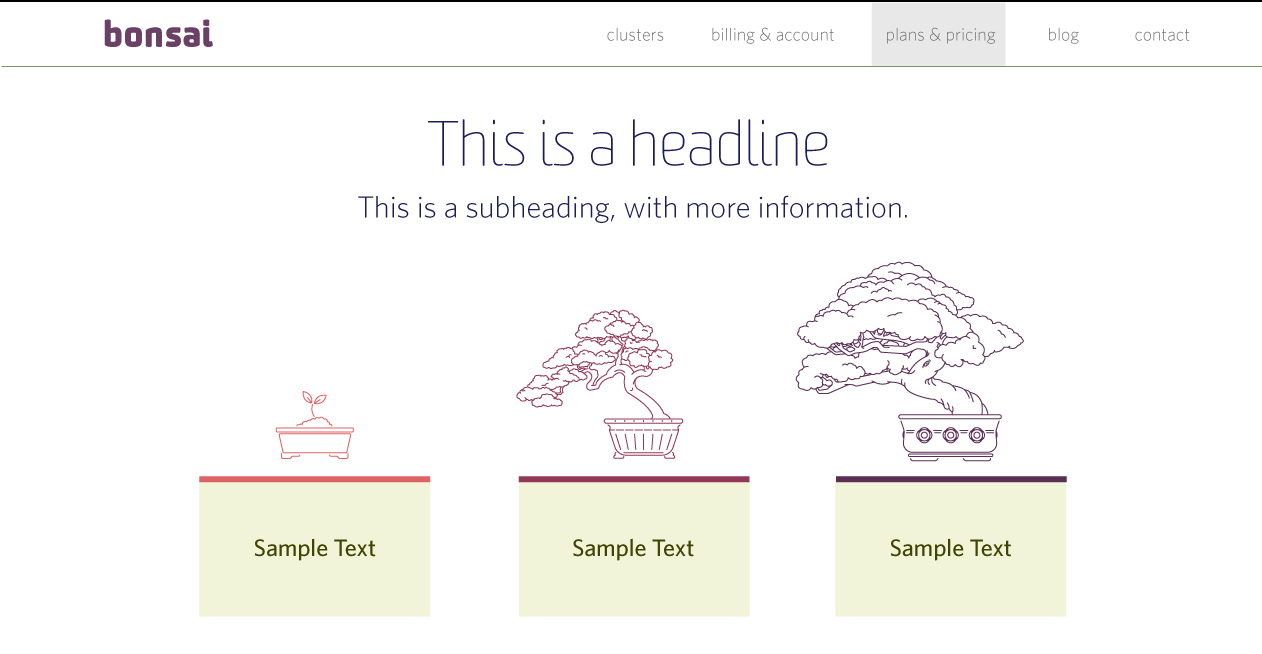 bonsai
clusters billing & account plans & pricing blog contact
This is a headline
This is a subheading, with more information.
Sample Text Sample Text Sample Text